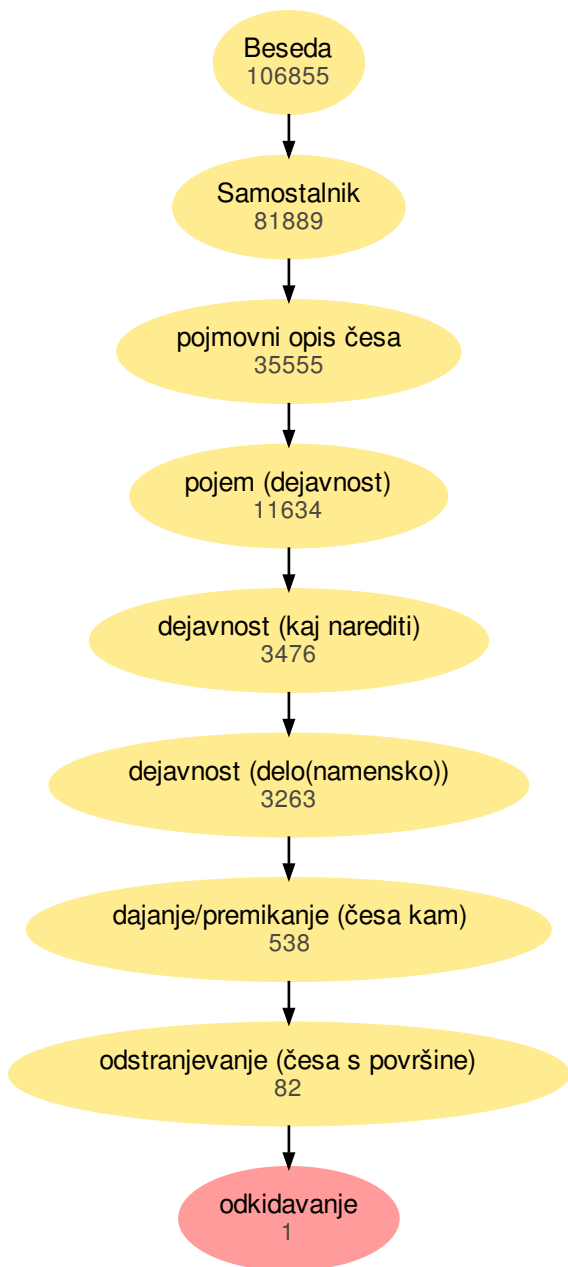 Beseda
106855
Samostalnik
81889
pojmovni opis česa
35555
pojem (dejavnost)
11634
dejavnost (kaj narediti)
3476
dejavnost (delo(namensko))
3263
dajanje/premikanje (česa kam)
538
odstranjevanje (česa s površine)
82
odkidavanje
1